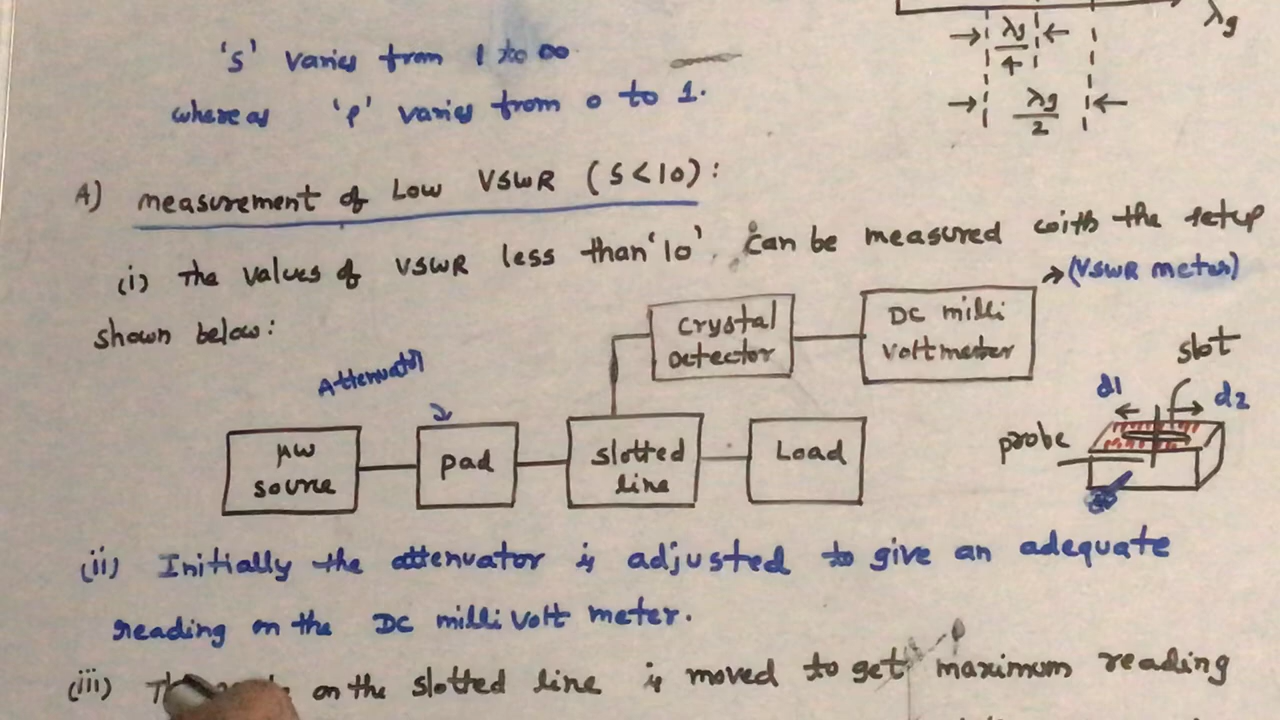 's' varies from 1 to ∞
where as 'ρ' varies from 0 to 1.
λg
λg/4
λg/2
A) measurement of Low VSWR (S<10):
(i) The values of VSWR less than '10', can be measured with the setup
shown below:
→(VSWR meter)
crystal
Detector
DC milli
voltmeter
Attenuator
μw
source
pad
slotted
line
Load
slot
d1
d2
probe
(ii) Initially the attenuator is adjusted to give an adequate
reading on the DC milli volt meter.
(iii) on the slotted line is moved to get maximum reading